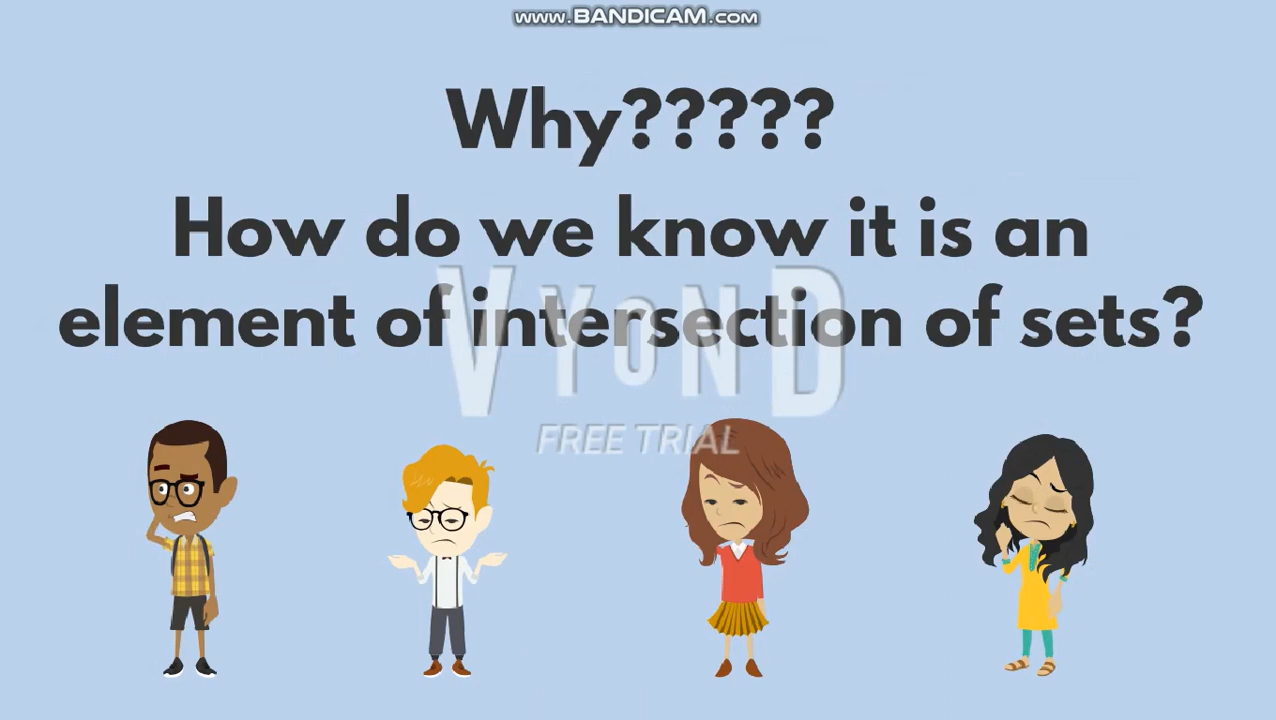 www.BANDICAM.com
Why?????
How do we know it is an
element of intersection of sets?
VYOND
FREE TRIAL